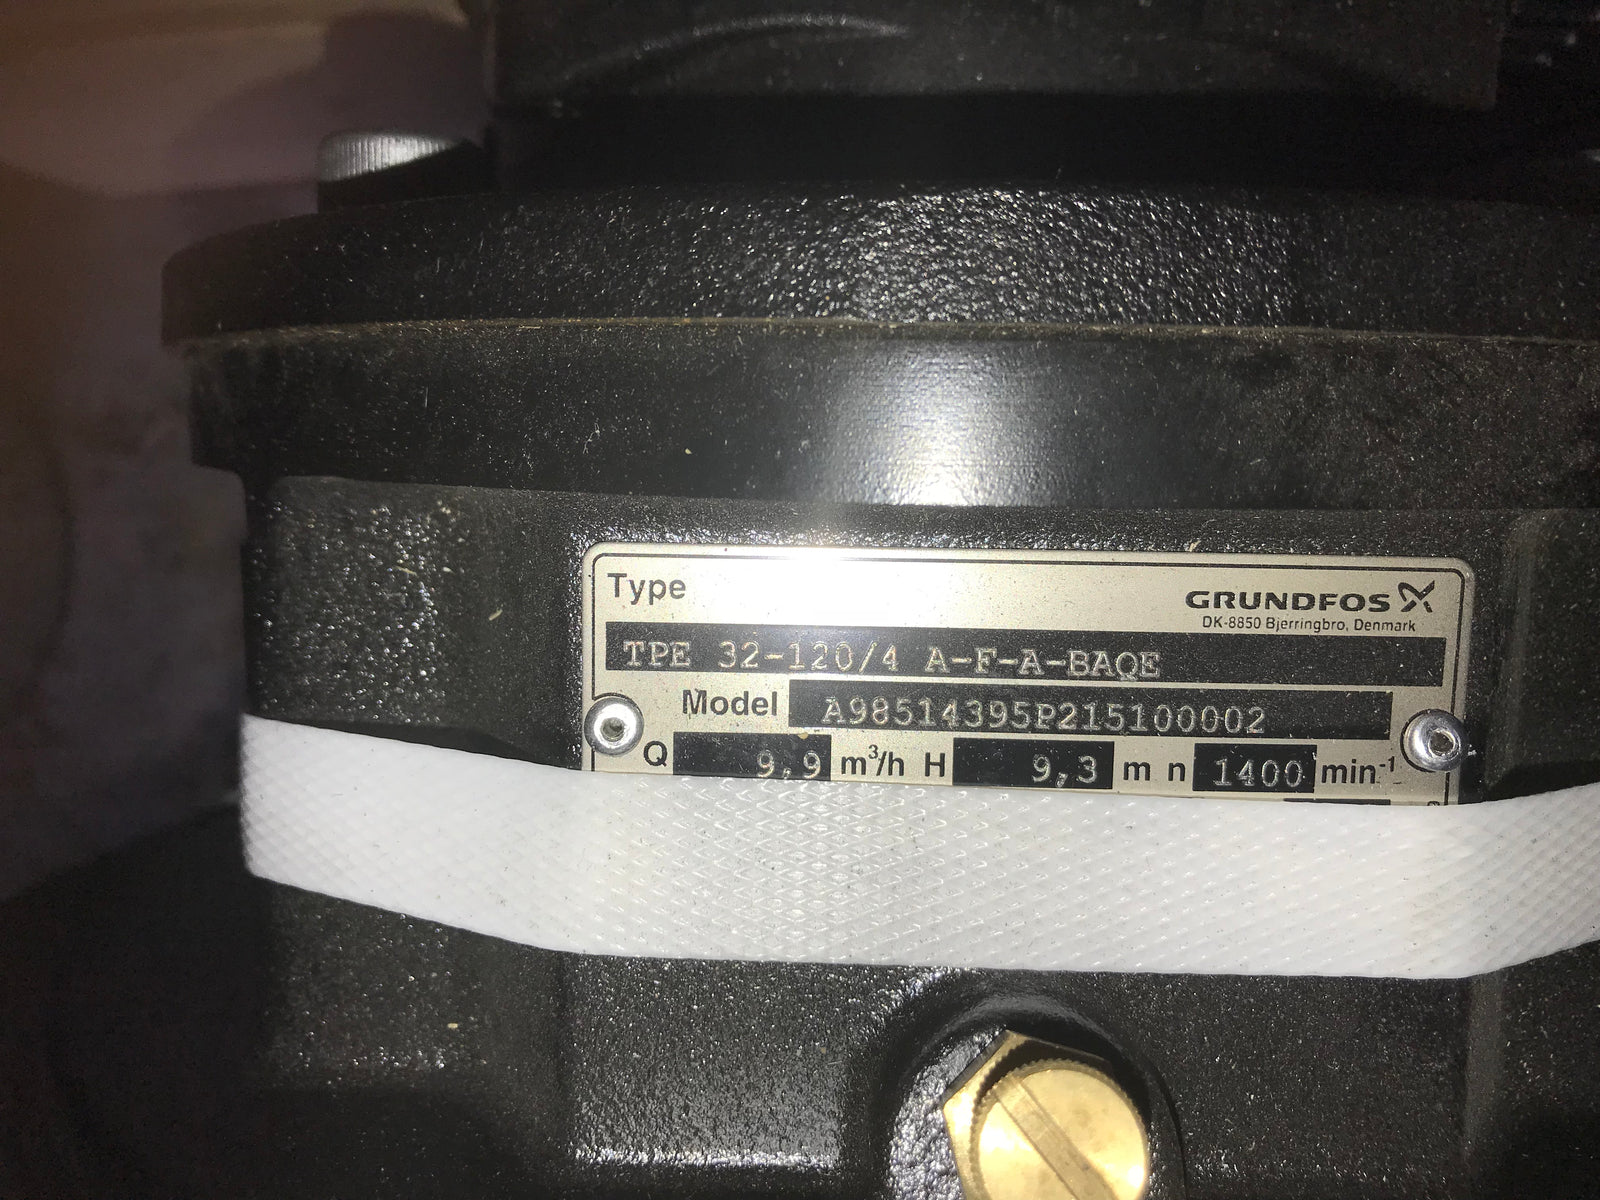 Type
GRUNDFOS
DK-8850 Bjerringbro, Denmark
TPE 32-120/4 A-F-A-BAQE
Model A98514395P215100002
Q 9,9 m³/h H 9,3 m n 1400 min⁻¹